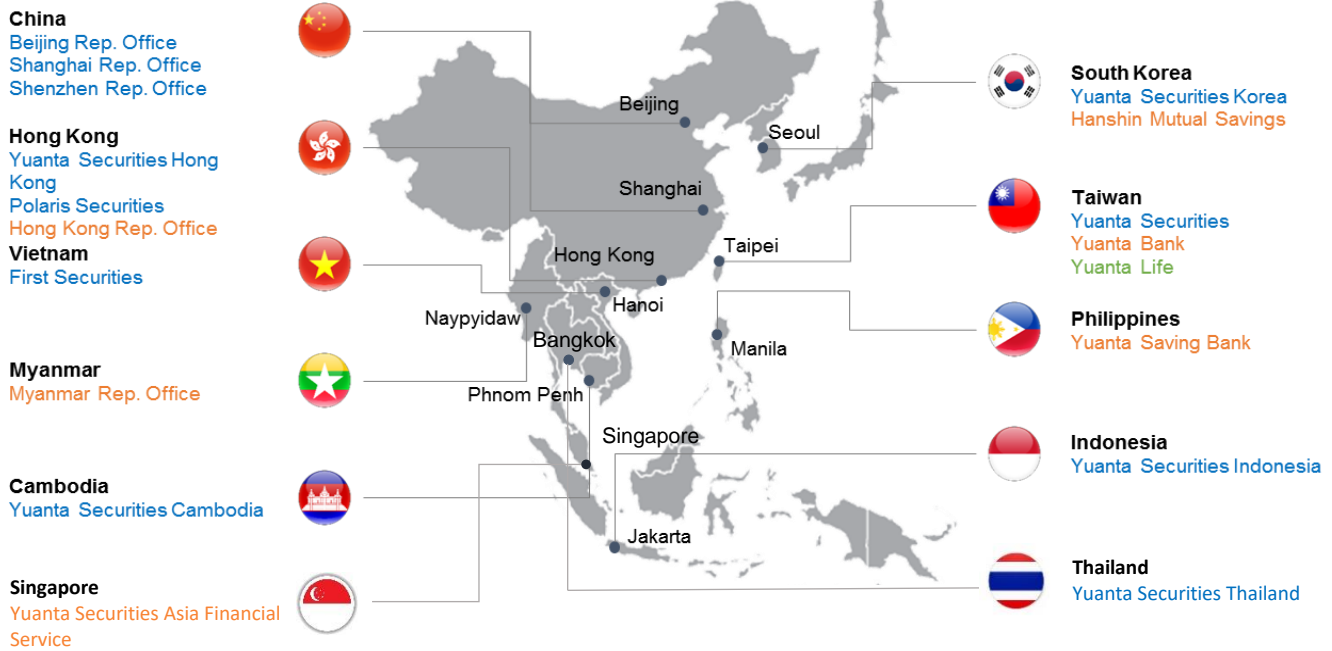 China
Beijing Rep. Office
Shanghai Rep. Office
Shenzhen Rep. Office
Hong Kong
Yuanta Securities Hong
Kong
Polaris Securities
Hong Kong Rep. Office
Vietnam
First Securities
Myanmar
Myanmar Rep. Office
Cambodia
Yuanta Securities Cambodia
Singapore
Yuanta Securities Asia Financial
Service
Beijing
Seoul
Shanghai
Taipei
Hong Kong
Hanoi
Naypyidaw
Bangkok
Manila
Phnom Penh
Singapore
Jakarta
South Korea
Yuanta Securities Korea
Hanshin Mutual Savings
Taiwan
Yuanta Securities
Yuanta Bank
Yuanta Life
Philippines
Yuanta Saving Bank
Indonesia
Yuanta Securities Indonesia
Thailand
Yuanta Securities Thailand